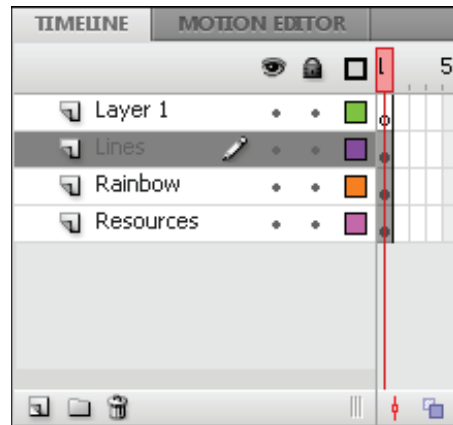 TIMELINE MOTION EDITOR
1 5
Layer 1
Lines
Rainbow
Resources